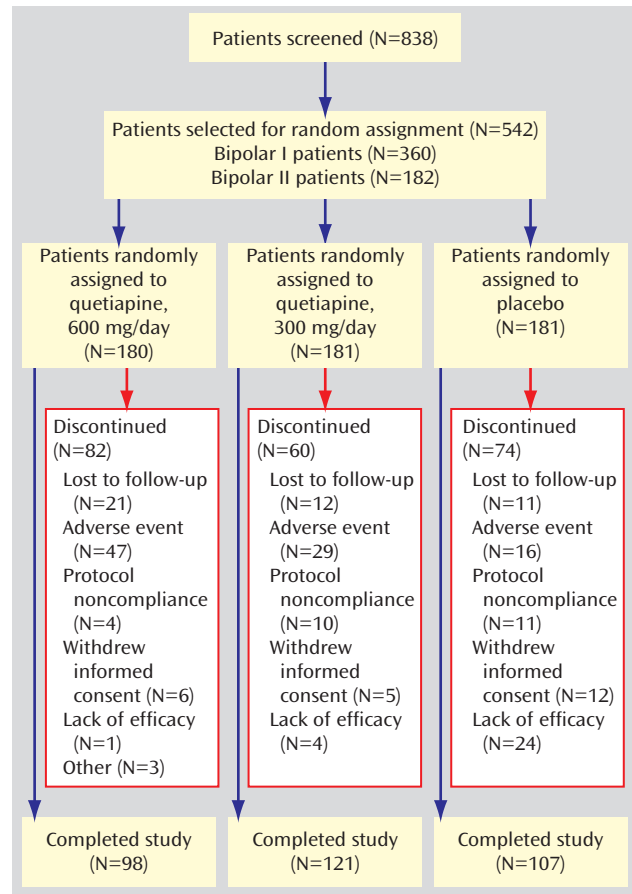 Patients screened (N=838)
Patients selected for random assignment (N=542)
Bipolar I patients (N=360)
Bipolar II patients (N=182)
Patients randomly
assigned to
quetiapine,
600 mg/day
(N=180)
Patients randomly
assigned to
quetiapine,
300 mg/day
(N=181)
Patients randomly
assigned to
placebo
(N=181)
Discontinued
(N=82)
Lost to follow-up
(N=21)
Adverse event
(N=47)
Protocol
noncompliance
(N=4)
Withdrew
informed
consent (N=6)
Lack of efficacy
(N=1)
Other (N=3)
Discontinued
(N=60)
Lost to follow-up
(N=12)
Adverse event
(N=29)
Protocol
noncompliance
(N=10)
Withdrew
informed
consent (N=5)
Lack of efficacy
(N=4)
Discontinued
(N=74)
Lost to follow-up
(N=11)
Adverse event
(N=16)
Protocol
noncompliance
(N=11)
Withdrew
informed
consent (N=12)
Lack of efficacy
(N=24)
Completed study
(N=98)
Completed study
(N=121)
Completed study
(N=107)